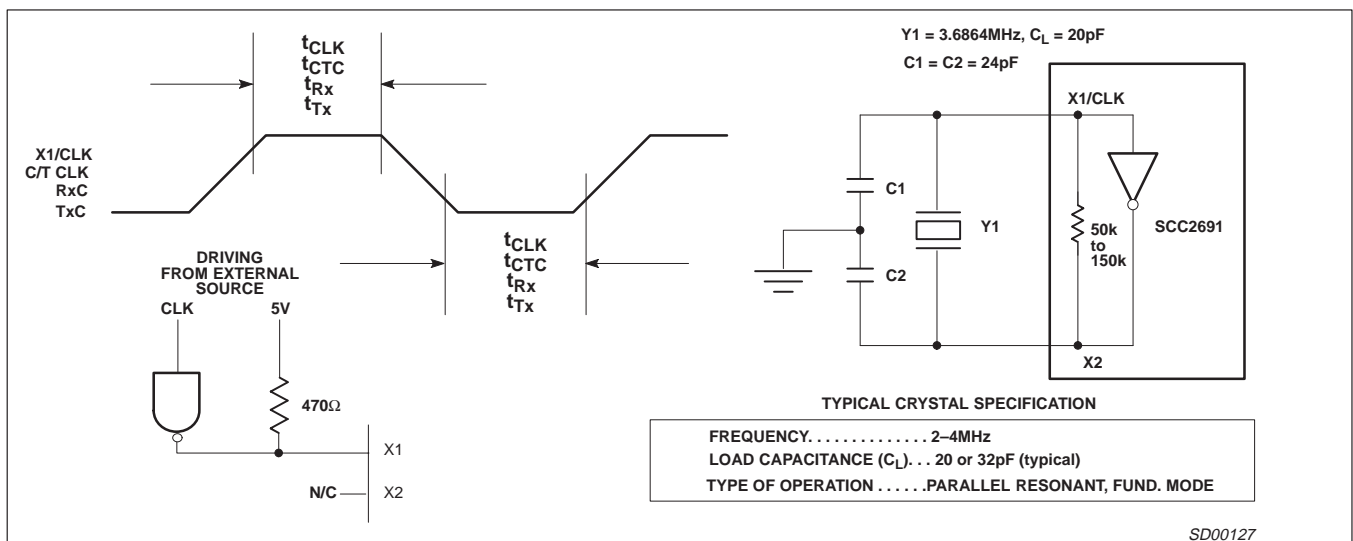 tCLK
tCTC
tRx
tTx
X1/CLK
C/T CLK
RxC
TxC
tCLK
tCTC
tRx
tTx
DRIVING
FROM EXTERNAL
SOURCE
CLK
5V
470Ω
X1
N/C
X2
Y1 = 3.6864MHz, CL = 20pF
C1 = C2 = 24pF
X1/CLK
C1
Y1
C2
50k
to
150k
SCC2691
X2
TYPICAL CRYSTAL SPECIFICATION
FREQUENCY. . . . . . . . . . . . . 2–4MHz
LOAD CAPACITANCE (CL). . . 20 or 32pF (typical)
TYPE OF OPERATION . . . . . .PARALLEL RESONANT, FUND. MODE
SD00127